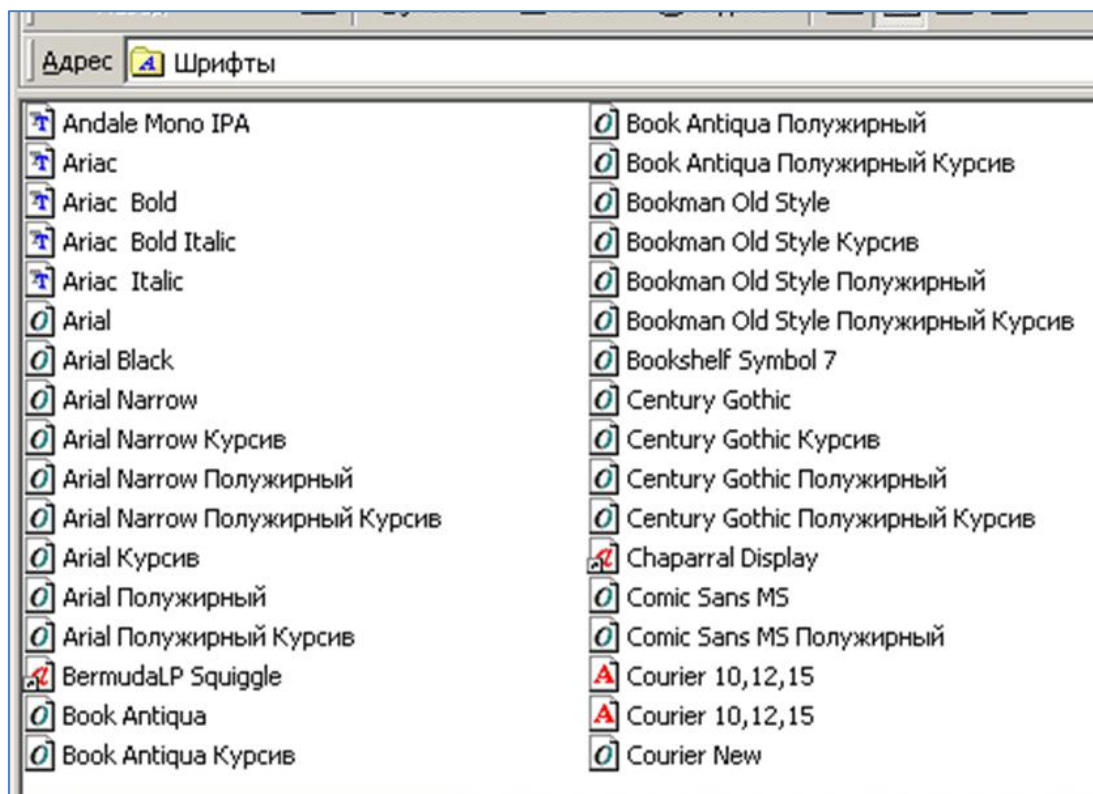 Адрес Шрифты
Andale Mono IPA
Ariac
Ariac Bold
Ariac Bold Italic
Ariac Italic
Arial
Arial Black
Arial Narrow
Arial Narrow Курсив
Arial Narrow Полужирный
Arial Narrow Полужирный Курсив
Arial Курсив
Arial Полужирный
Arial Полужирный Курсив
BermudaLP Squiggle
Book Antiqua
Book Antiqua Курсив
Book Antiqua Полужирный
Book Antiqua Полужирный Курсив
Bookman Old Style
Bookman Old Style Курсив
Bookman Old Style Полужирный
Bookman Old Style Полужирный Курсив
Bookshelf Symbol 7
Century Gothic
Century Gothic Курсив
Century Gothic Полужирный
Century Gothic Полужирный Курсив
Chaparral Display
Comic Sans MS
Comic Sans MS Полужирный
Courier 10,12,15
Courier 10,12,15
Courier New